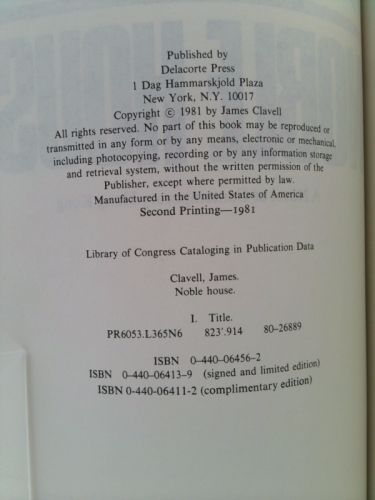 Published by
Delacorte Press
1 Dag Hammarskjold Plaza
New York, N.Y. 10017
Copyright © 1981 by James Clavell
All rights reserved. No part of this book may be reproduced or
transmitted in any form or by any means, electronic or mechanical,
including photocopying, recording or by any information storage
and retrieval system, without the written permission of the
Publisher, except where permitted by law.
Manufactured in the United States of America
Second Printing—1981
Library of Congress Cataloging in Publication Data
Clavell, James.
Noble house.
I. Title.
PR6053.L365N6 823'.914 80-26889
ISBN 0-440-06456-2
ISBN 0-440-06413-9 (signed and limited edition)
ISBN 0-440-06411-2 (complimentary edition)